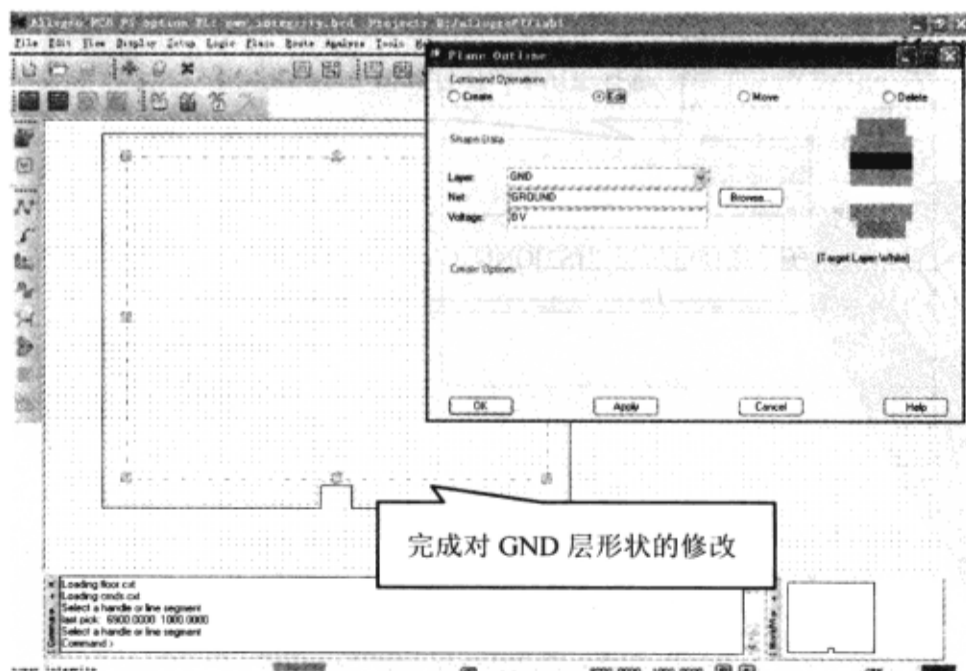 Allegro PCB PI option XL: new_integrity.brd Project: D:/allegroPI/lab1
File Edit View Display Setup Logic Place Route Analyze Tools
Plane Outline
Command Operations
Create Edit Move Delete
Shape Data
Layer: GND
Net: GROUND Browse...
Voltage: 0 V
(Target Layer White)
Create Options
OK Apply Cancel Help
完成对 GND 层形状的修改
Loading floor.cxt
Loading cmds.cxt
Select a handle or line segment
last pick: 6900.0000 1000.0000
Select a handle or line segment
Command >
Command